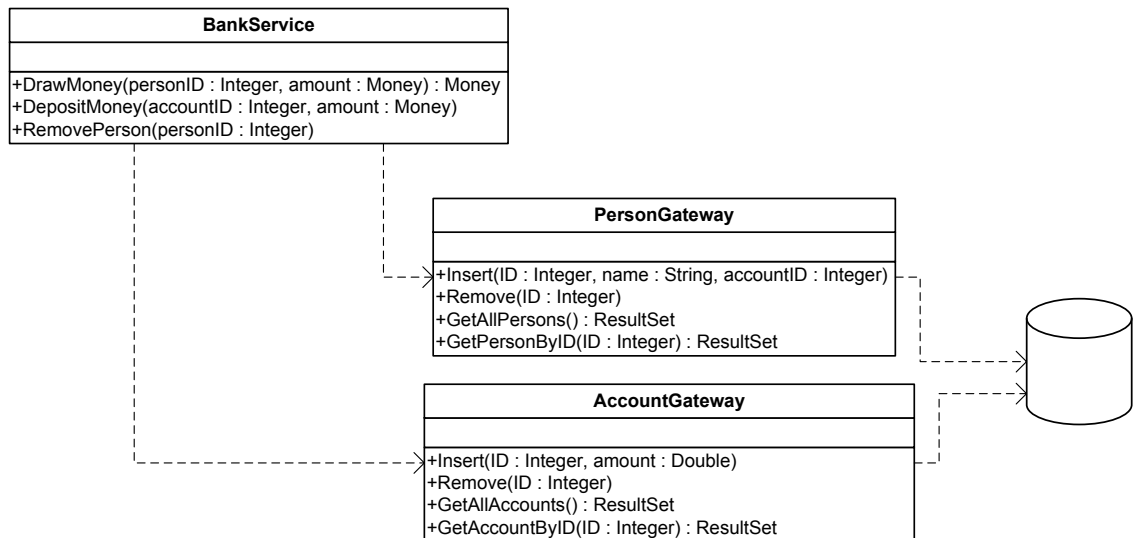 BankService
+DrawMoney(personID : Integer, amount : Money) : Money
+DepositMoney(accountID : Integer, amount : Money)
+RemovePerson(personID : Integer)
PersonGateway
+Insert(ID : Integer, name : String, accountID : Integer)
+Remove(ID : Integer)
+GetAllPersons() : ResultSet
+GetPersonByID(ID : Integer) : ResultSet
AccountGateway
+Insert(ID : Integer, amount : Double)
+Remove(ID : Integer)
+GetAllAccounts() : ResultSet
+GetAccountByID(ID : Integer) : ResultSet